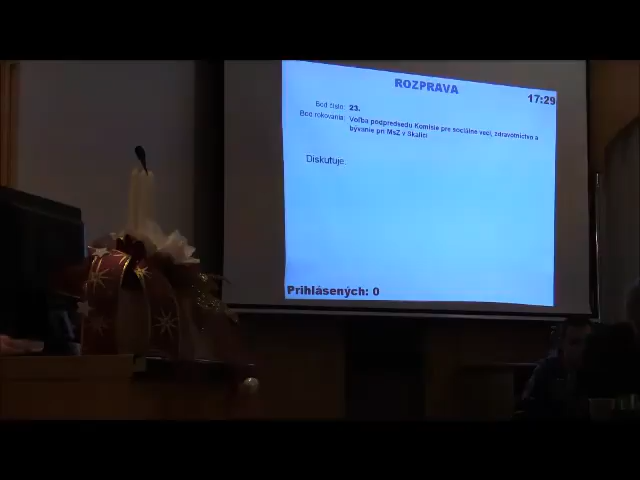 ROZPRAVA
17:29
Bod číslo: 23.
Bod rokovania: Voľba podpredsedu Komisie pre sociálne veci, zdravotníctvo a
bývanie pri MsZ v Skalici
Diskutuje:
Prihlásených: 0